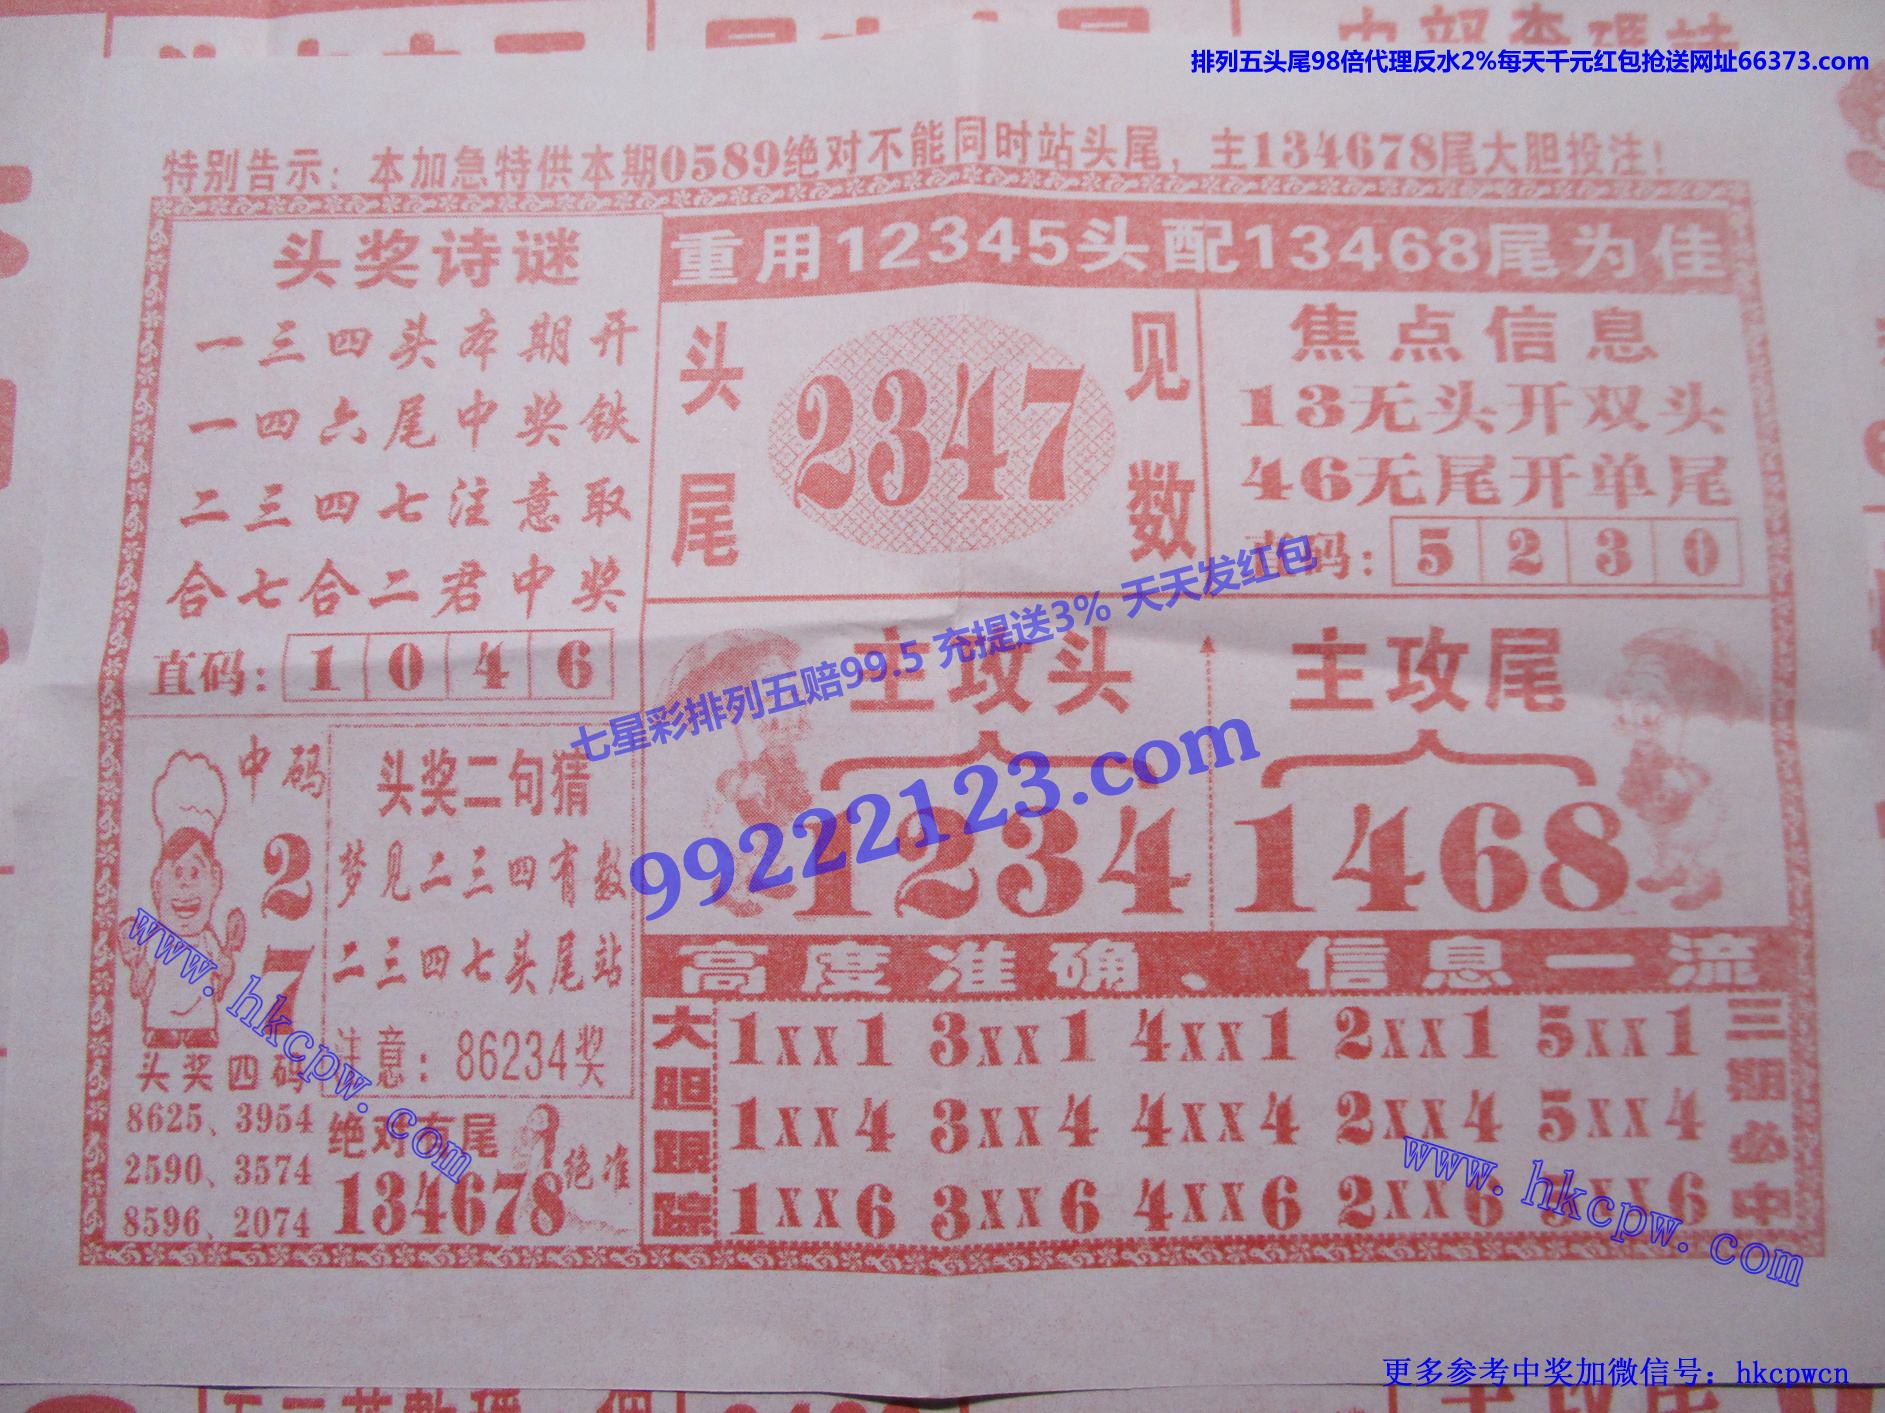 排列五头尾98倍代理反水2%每天千元红包抢送网址66373.com
特别告示：本加急特供本期0589绝对不能同时站头尾，主134678尾大胆投注！
头奖诗谜
一三四头本期开
一四六尾中奖铁
二三四七注意取
合七合二君中奖
直码：1046
重用12345头配13468尾为佳
头尾
2347
见数
焦点信息
13无头开双头
46无尾开单尾
直码：5230
七星彩排列五赔99.5 充提送3% 天天发红包
99222123.com
主攻头
1234
主攻尾
1468
中码
2
7
头奖四码
8625、3954
2590、3574
8596、2074
头奖二句猜
梦见二三四有数
二三四七头尾站
注意：86234奖
绝对有尾
134678
绝准
www.hkcpw.com
高度准确、信息一流
大胆跟踪
1xx1 3xx1 4xx1 2xx1 5xx1
1xx4 3xx4 4xx4 2xx4 5xx4
1xx6 3xx6 4xx6 2xx6 5xx6
三期必中
www.hkcpw.com
更多参考中奖加微信号：hkcpwcn